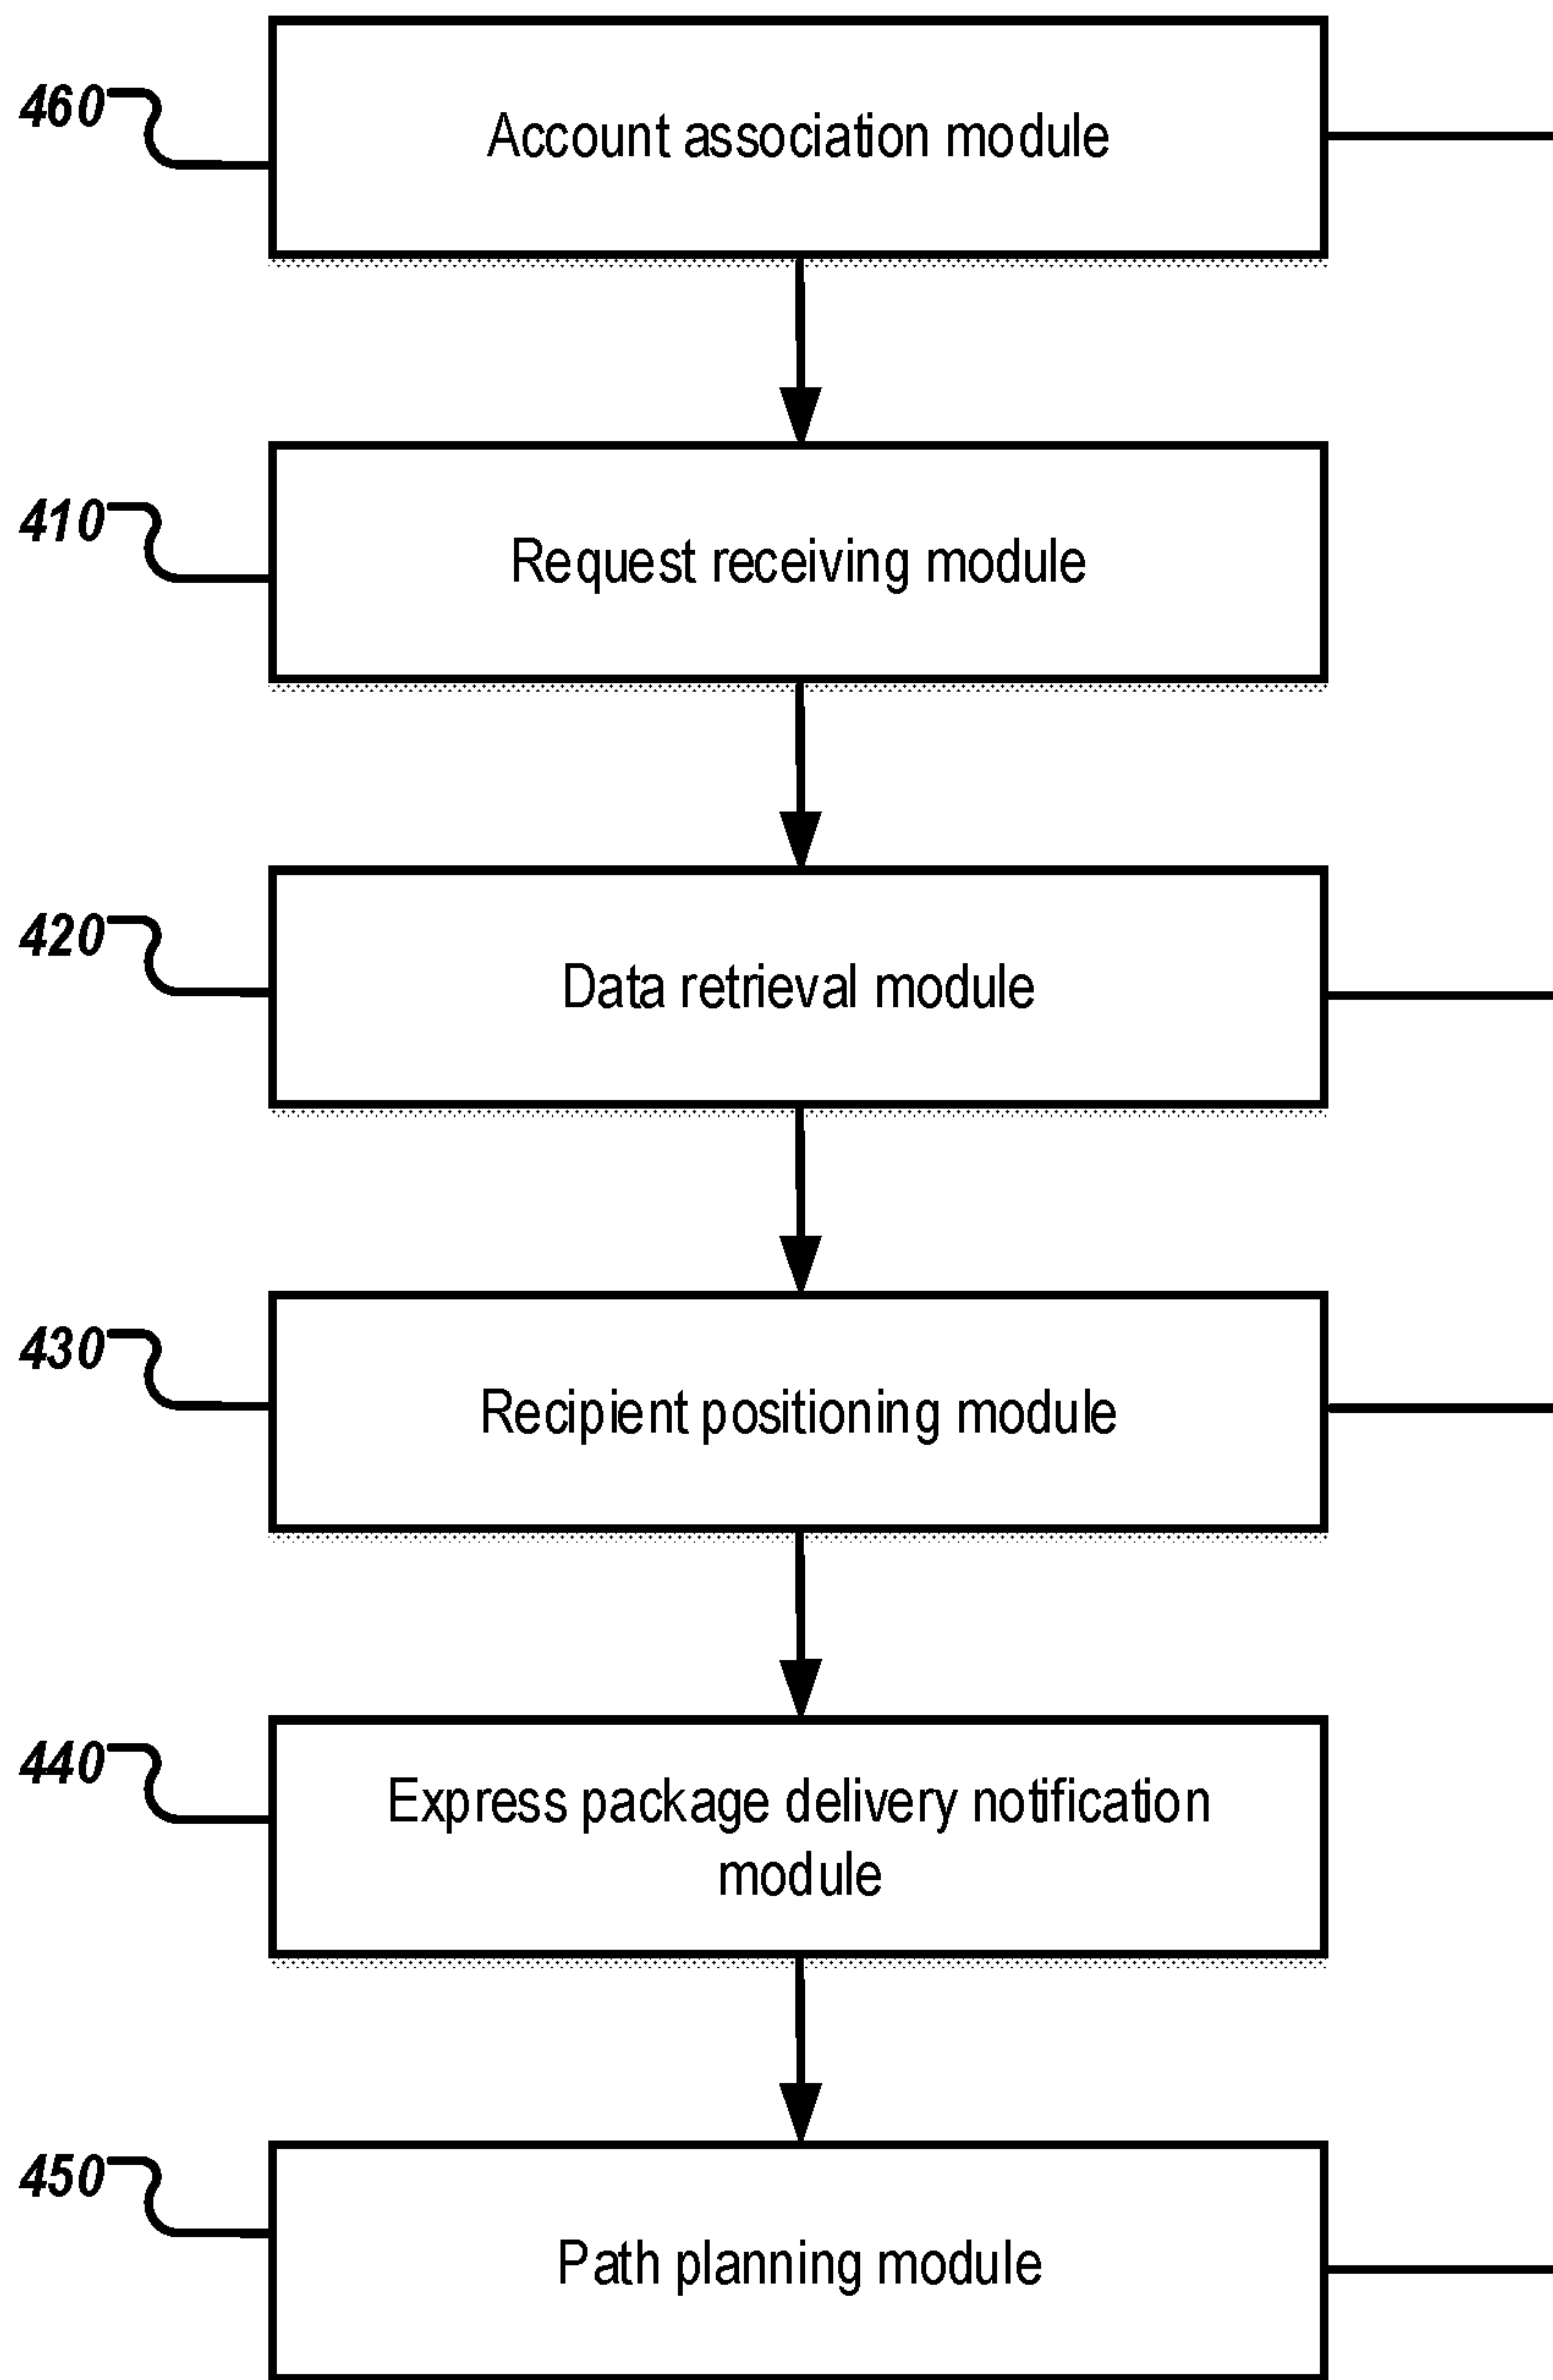 460
Account association module
410
Request receiving module
420
Data retrieval module
430
Recipient positioning module
440
Express package delivery notification
module
450
Path planning module